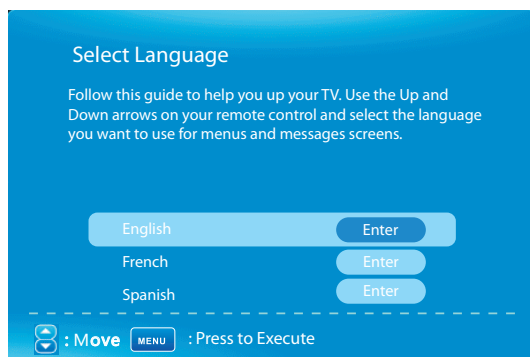 Select Language
Follow this guide to help you up your TV. Use the Up and
Down arrows on your remote control and select the language
you want to use for menus and messages screens.
English Enter
French Enter
Spanish Enter
: Move MENU : Press to Execute